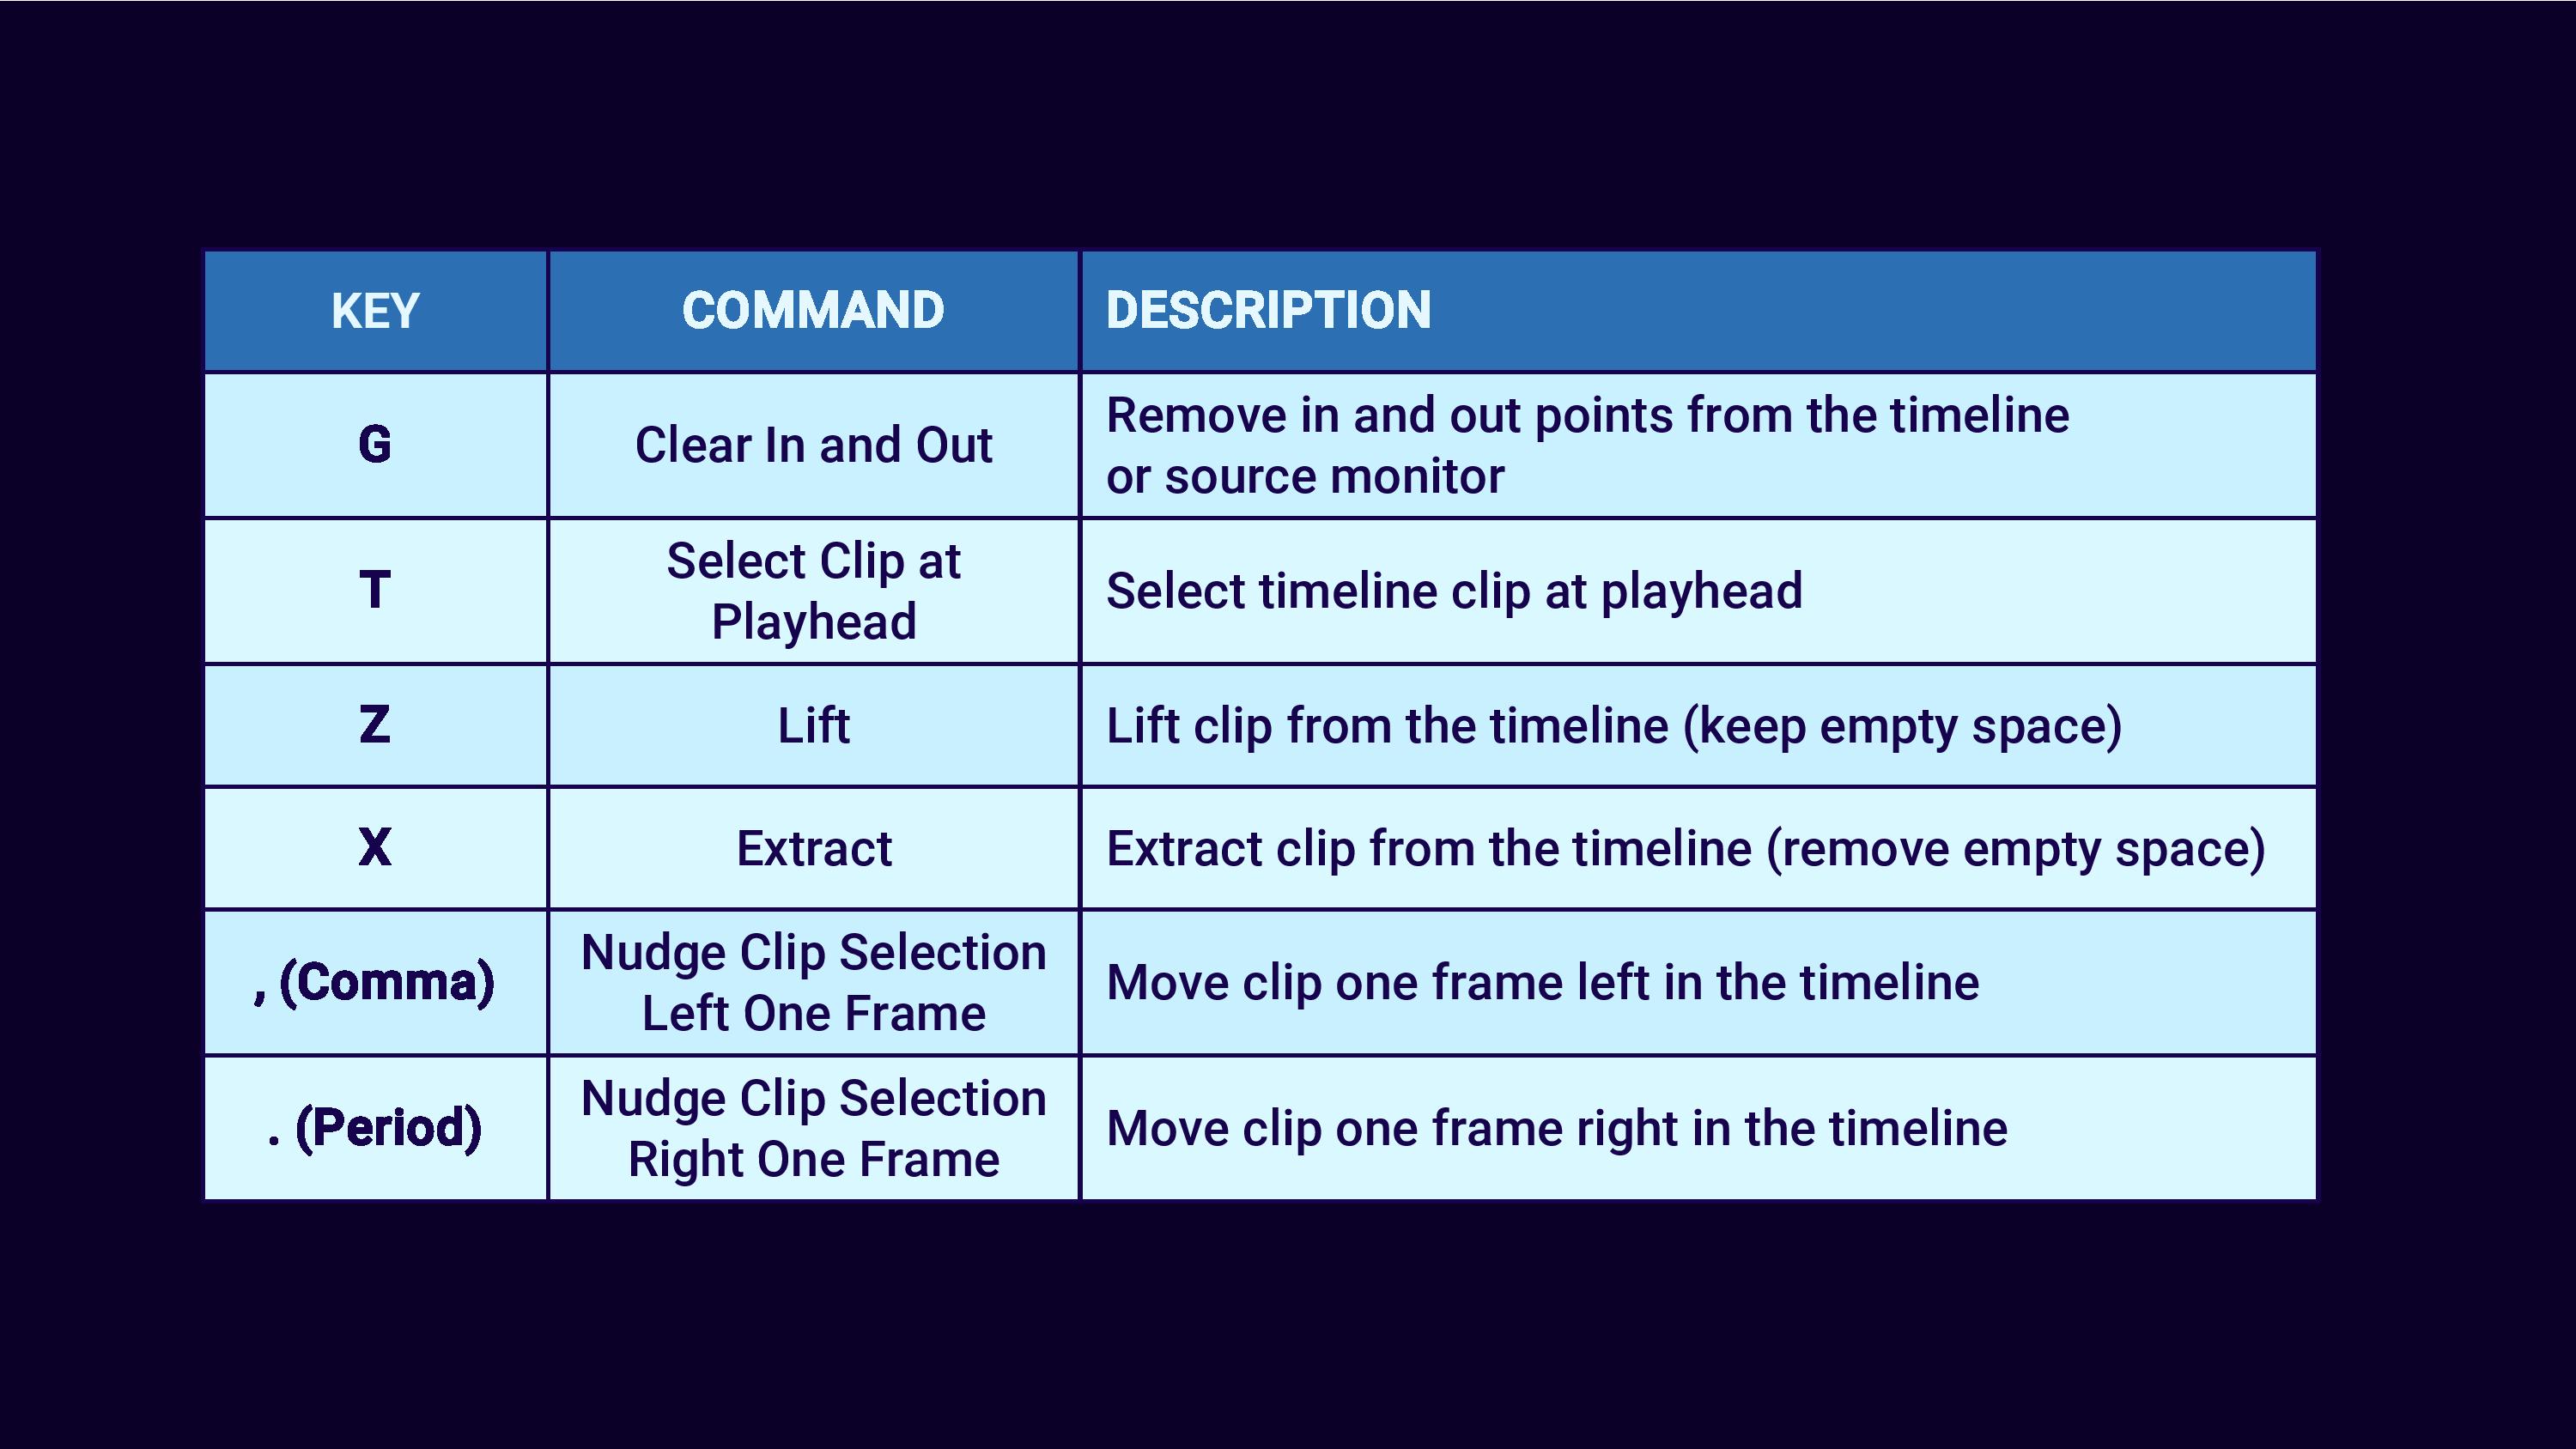 KEY COMMAND DESCRIPTION
G Clear In and Out Remove in and out points from the timeline
or source monitor
T Select Clip at
Playhead Select timeline clip at playhead
Z Lift Lift clip from the timeline (keep empty space)
X Extract Extract clip from the timeline (remove empty space)
, (Comma) Nudge Clip Selection
Left One Frame Move clip one frame left in the timeline
. (Period) Nudge Clip Selection
Right One Frame Move clip one frame right in the timeline